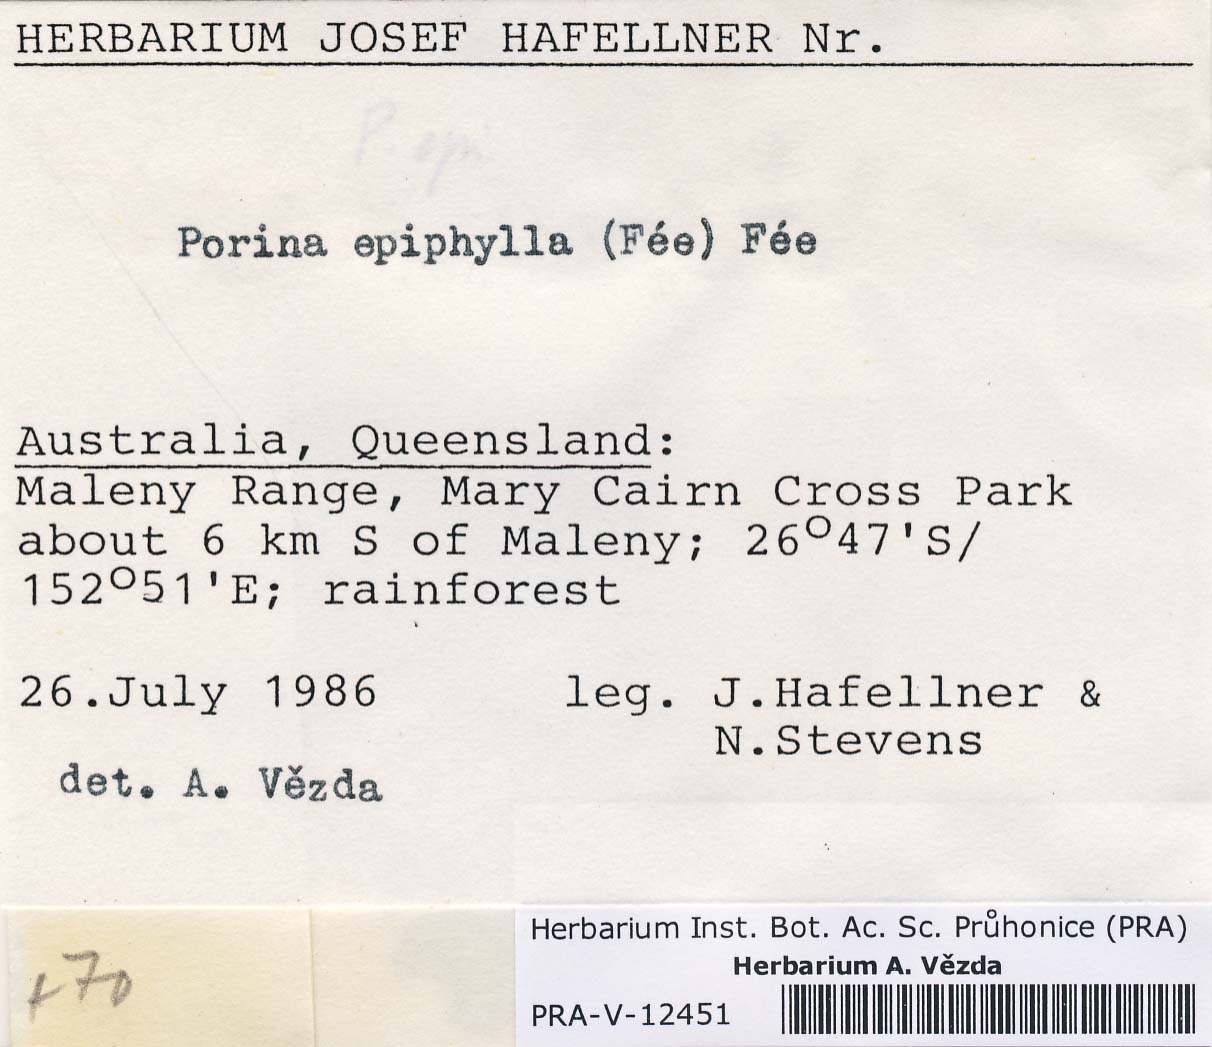 HERBARIUM JOSEF HAFELLNER Nr.
P. epi
Porina epiphylla (Fée) Fée
Australia, Queensland:
Maleny Range, Mary Cairn Cross Park
about 6 km S of Maleny; 26°47'S/
152°51'E; rainforest
26.July 1986 leg. J.Hafellner &
N.Stevens
det. A. Vězda
Herbarium Inst. Bot. Ac. Sc. Průhonice (PRA)
Herbarium A. Vězda
PRA-V-12451